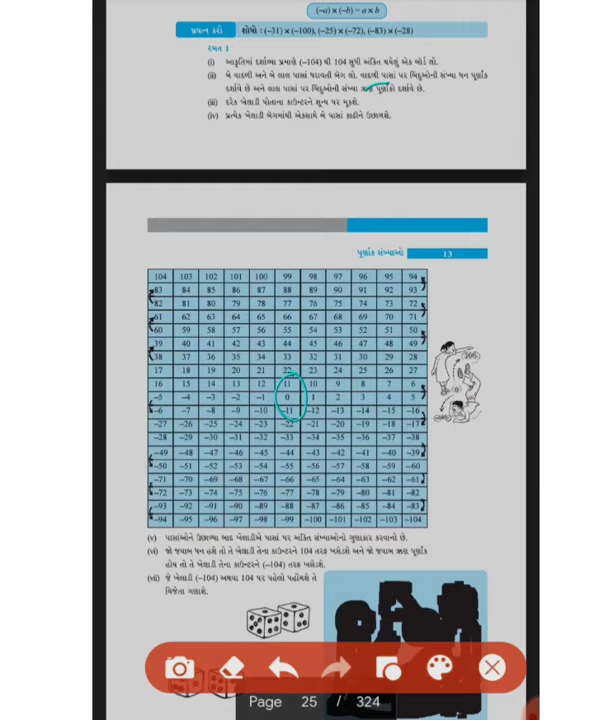 (−a) × (−b) = a × b
પ્રયત્ન કરો શોધો : (−31) × (−100), (−25) × (−72), (−83) × (−28)
રમત 1
(i) આકૃતિમાં દર્શાવ્યા પ્રમાણે (−104) થી 104 સુધી અંકિત થયેલું એક બોર્ડ લો.
(ii) બે વાદળી અને બે લાલ પાસાં ધરાવતી બેગ લો. વાદળી પાસાં પર બિંદુઓની સંખ્યા ધન પૂર્ણાંક
દર્શાવે છે અને લાલ પાસાં પર બિંદુઓની સંખ્યા ઋણ પૂર્ણાંકો દર્શાવે છે.
(iii) દરેક ખેલાડી પોતાના કાઉન્ટરને શૂન્ય પર મૂકશે.
(iv) પ્રત્યેક ખેલાડી બેગમાંથી એકસાથે બે પાસાં કાઢીને ઉછાળશે.
પૂર્ણાંક સંખ્યાઓ 13
104 103 102 101 100 99 98 97 96 95 94
83 84 85 86 87 88 89 90 91 92 93
82 81 80 79 78 77 76 75 74 73 72
61 62 63 64 65 66 67 68 69 70 71
60 59 58 57 56 55 54 53 52 51 50
39 40 41 42 43 44 45 46 47 48 49
38 37 36 35 34 33 32 31 30 29 28
17 18 19 20 21 22 23 24 25 26 27
16 15 14 13 12 11 10 9 8 7 6
−5 −4 −3 −2 −1 0 1 2 3 4 5
−6 −7 −8 −9 −10 −11 −12 −13 −14 −15 −16
−27 −26 −25 −24 −23 −22 −21 −20 −19 −18 −17
−28 −29 −30 −31 −32 −33 −34 −35 −36 −37 −38
−49 −48 −47 −46 −45 −44 −43 −42 −41 −40 −39
−50 −51 −52 −53 −54 −55 −56 −57 −58 −59 −60
−71 −70 −69 −68 −67 −66 −65 −64 −63 −62 −61
−72 −73 −74 −75 −76 −77 −78 −79 −80 −81 −82
−93 −92 −91 −90 −89 −88 −87 −86 −85 −84 −83
−94 −95 −96 −97 −98 −99 −100 −101 −102 −103 −104
(v) પાસાંઓને ઉછાળ્યા બાદ ખેલાડીએ પાસાં પર અંકિત સંખ્યાઓનો ગુણાકાર કરવાનો છે.
(vi) જો જવાબ ધન હશે તો તે ખેલાડી તેના કાઉન્ટરને 104 તરફ ખસેડશે અને જો જવાબ ઋણ પૂર્ણાંક
હોય તો તે ખેલાડી તેના કાઉન્ટરને (−104) તરફ ખસેડશે.
(vii) જે ખેલાડી (−104) અથવા 104 પર પહેલો પહોંચશે તે
વિજેતા ગણાશે.
Page 25 / 324